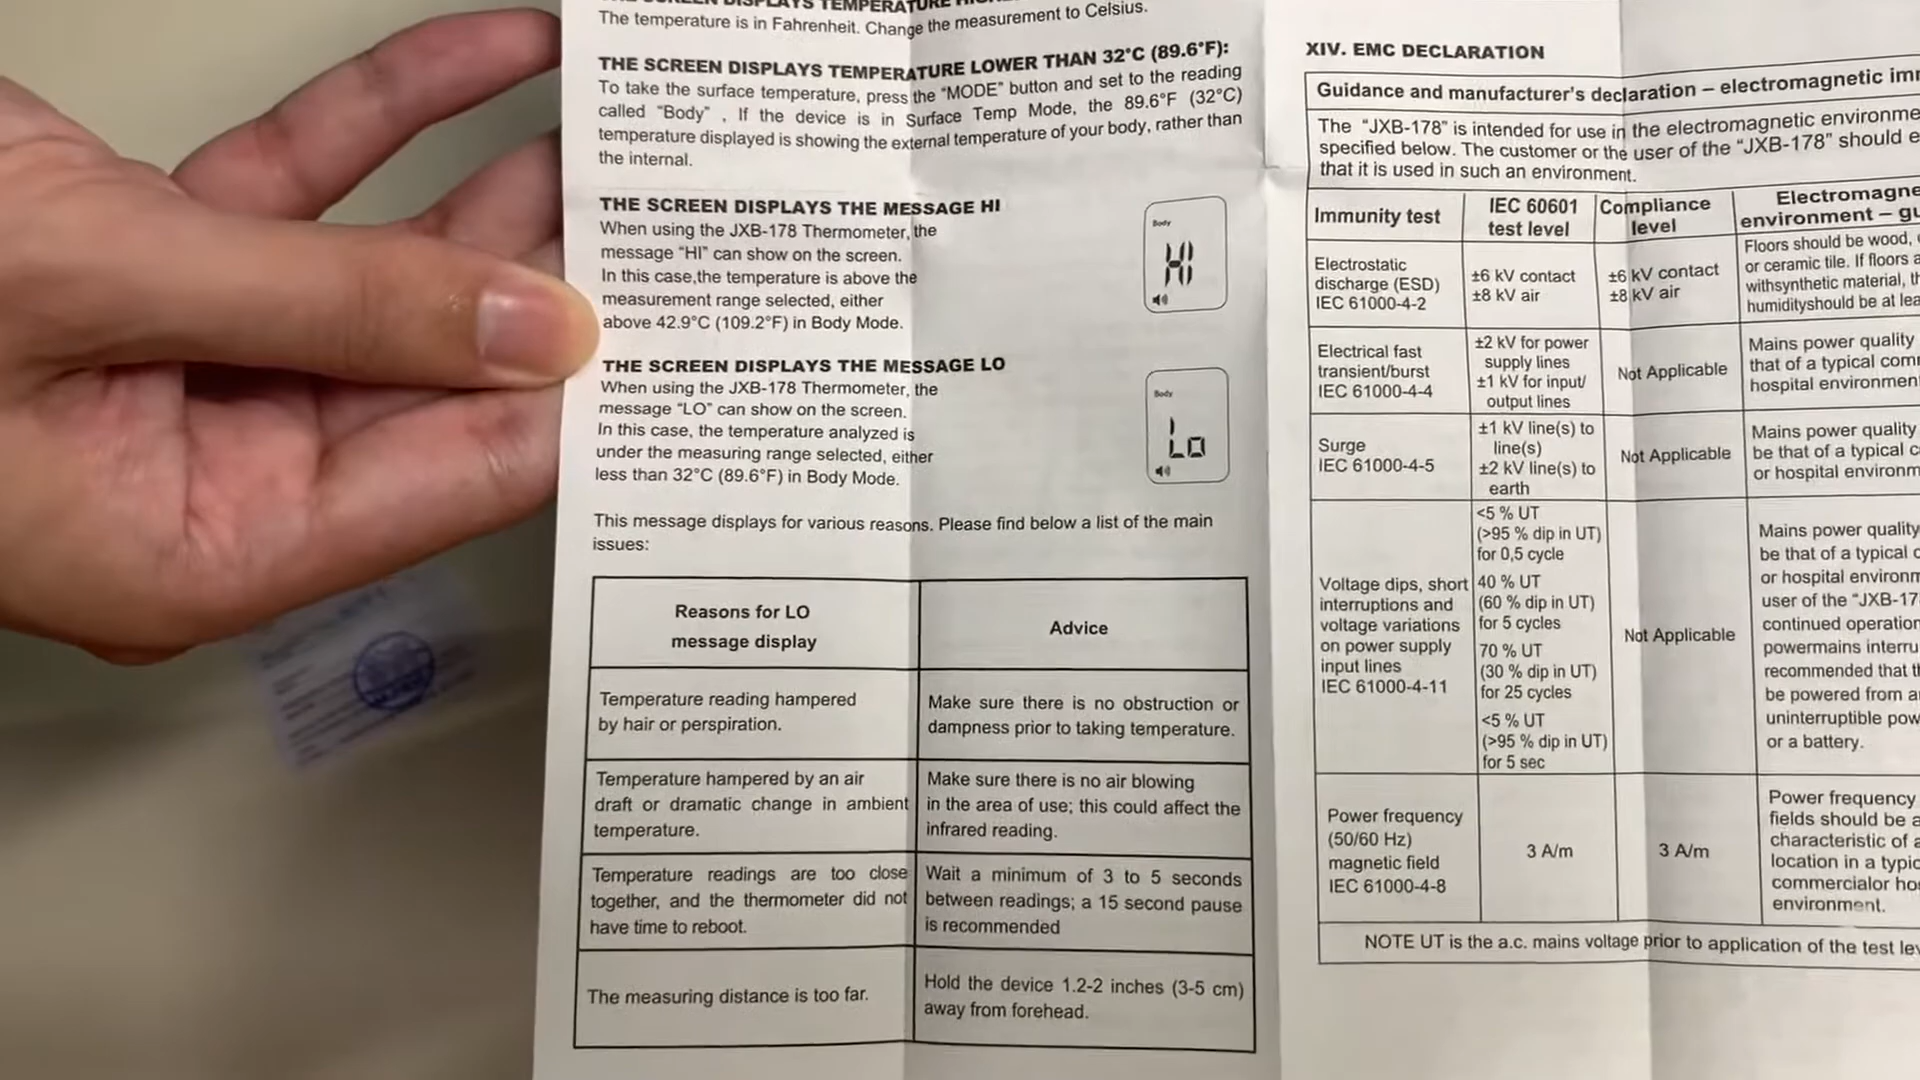 SCREEN DISPLAYS TEMPERATURE
The temperature is in Fahrenheit. Change the measurement to Celsius.
THE SCREEN DISPLAYS TEMPERATURE LOWER THAN 32°C (89.6°F):
To take the surface temperature, press the “MODE” button and set to the reading
called “Body” , If the device is in Surface Temp Mode, the 89.6°F (32°C)
temperature displayed is showing the external temperature of your body, rather than
the internal.
THE SCREEN DISPLAYS THE MESSAGE HI
When using the JXB-178 Thermometer, the
message “HI” can show on the screen.
In this case,the temperature is above the
measurement range selected, either
above 42.9°C (109.2°F) in Body Mode.
Body
HI
THE SCREEN DISPLAYS THE MESSAGE LO
When using the JXB-178 Thermometer, the
message “LO” can show on the screen.
In this case, the temperature analyzed is
under the measuring range selected, either
less than 32°C (89.6°F) in Body Mode.
Body
Lo
This message displays for various reasons. Please find below a list of the main
issues:
Reasons for LO
message display
Advice
Temperature reading hampered
by hair or perspiration.
Make sure there is no obstruction or
dampness prior to taking temperature.
Temperature hampered by an air
draft or dramatic change in ambient
temperature.
Make sure there is no air blowing
in the area of use; this could affect the
infrared reading.
Temperature readings are too close
together, and the thermometer did not
have time to reboot.
Wait a minimum of 3 to 5 seconds
between readings; a 15 second pause
is recommended
The measuring distance is too far.
Hold the device 1.2-2 inches (3-5 cm)
away from forehead.
XIV. EMC DECLARATION
Guidance and manufacturer’s declaration – electromagnetic
The “JXB-178” is intended for use in the electromagnetic
specified below. The customer or the user of the “JXB-178” should
that it is used in such an environment.
Immunity test
IEC 60601
test level
Compliance
level
environment –
Electrostatic
discharge (ESD)
IEC 61000-4-2
±6 kV contact
±8 kV air
±6 kV contact
±8 kV air
Floors should be wood,
or ceramic tile. If floors
withsynthetic material,
humidityshould be at
Electrical fast
transient/burst
IEC 61000-4-4
±2 kV for power
supply lines
±1 kV for input/
output lines
Not Applicable
Mains power quality
that of a typical
hospital
Surge
IEC 61000-4-5
±1 kV line(s) to
line(s)
±2 kV line(s) to
earth
Not Applicable
Mains power quality
be that of a typical
or hospital
Voltage dips, short
interruptions and
voltage variations
on power supply
input lines
IEC 61000-4-11
<5 % UT
(>95 % dip in UT)
for 0,5 cycle
40 % UT
(60 % dip in UT)
for 5 cycles
70 % UT
(30 % dip in UT)
for 25 cycles
<5 % UT
(>95 % dip in UT)
for 5 sec
Not Applicable
Mains power quality
be that of a typical
or hospital
user of the
continued operation
powermains
recommended that
be powered from
uninterruptible
or a battery.
Power frequency
(50/60 Hz)
magnetic field
IEC 61000-4-8
3 A/m
3 A/m
Power frequency
fields should be
characteristic of
location in a
commercialor
environment.
NOTE UT is the a.c. mains voltage prior to application of the test